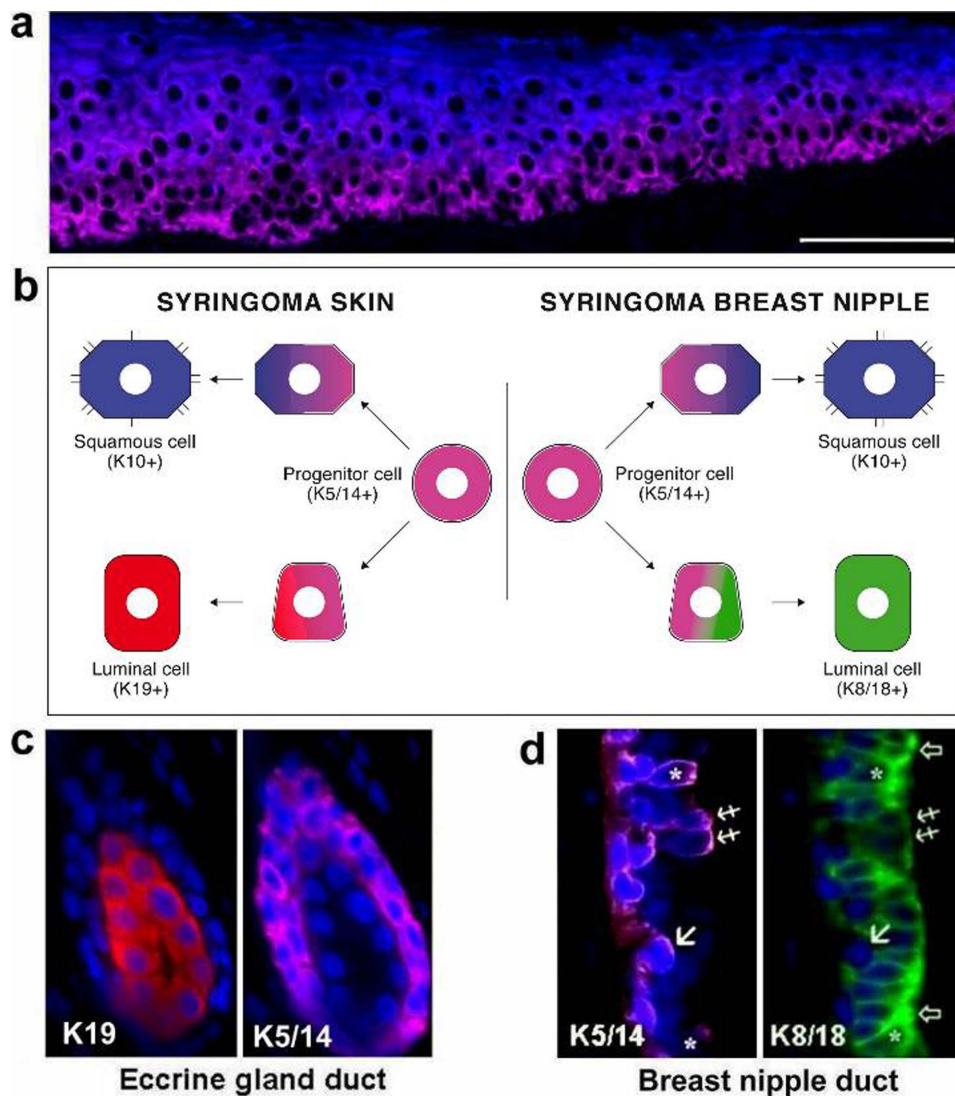 a
b
SYRINGOMA SKIN
SYRINGOMA BREAST NIPPLE
Squamous cell
(K10+)
Progenitor cell
(K5/14+)
Progenitor cell
(K5/14+)
Squamous cell
(K10+)
Luminal cell
(K19+)
Luminal cell
(K8/18+)
c
K19
K5/14
Eccrine gland duct
d
*
*
K5/14
*
K8/18
*
Breast nipple duct